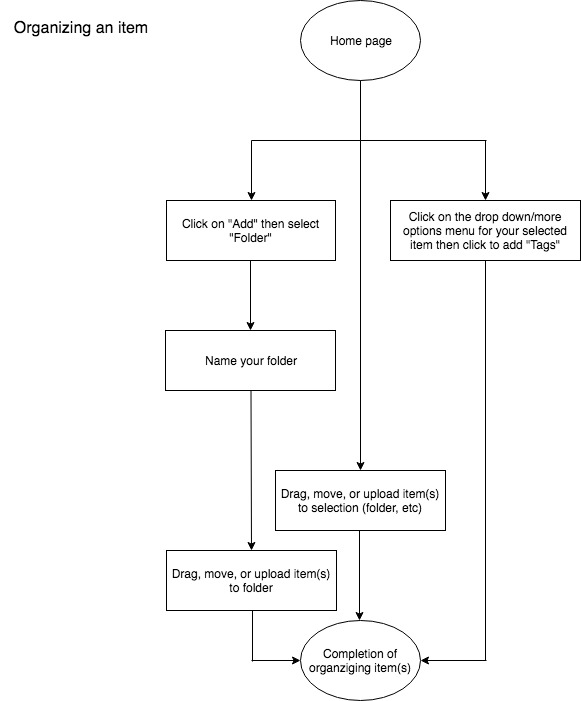 Organizing an item
Home page
Click on "Add" then select
"Folder"
Click on the drop down/more
options menu for your selected
item then click to add "Tags"
Name your folder
Drag, move, or upload item(s)
to selection (folder, etc)
Drag, move, or upload item(s)
to folder
Completion of
organziging item(s)